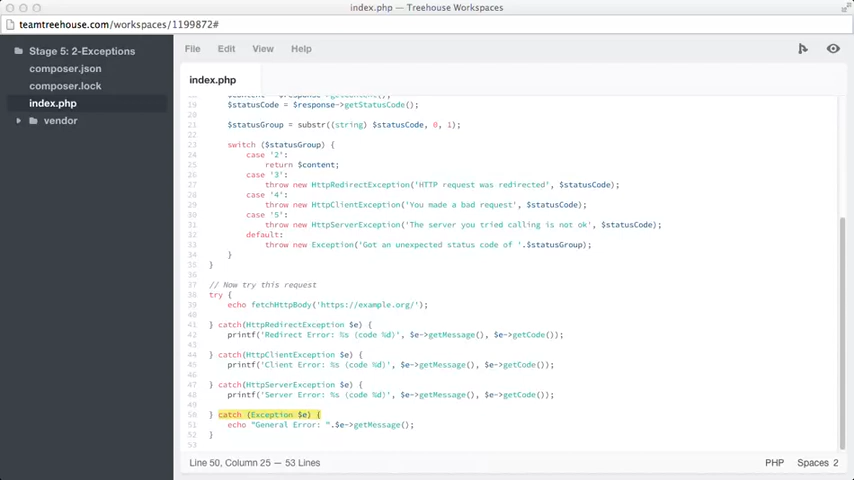 index.php — Treehouse Workspaces
teamtreehouse.com/workspaces/1199872#
Stage 5: 2-Exceptions
composer.json
composer.lock
index.php
vendor
File Edit View Help
index.php
19 $statusCode = $response->getStatusCode();
20
21 $statusGroup = substr((string) $statusCode, 0, 1);
22
23 switch ($statusGroup) {
24 case '2':
25 return $content;
26 case '3':
27 throw new HttpRedirectException('HTTP request was redirected', $statusCode);
28 case '4':
29 throw new HttpClientException('You made a bad request', $statusCode);
30 case '5':
31 throw new HttpServerException('The server you tried calling is not ok', $statusCode);
32 default:
33 throw new Exception('Got an unexpected status code of '.$statusGroup);
34 }
35 }
36
37 // Now try this request
38 try {
39 echo fetchHttpBody('https://example.org/');
40
41 } catch(HttpRedirectException $e) {
42 printf('Redirect Error: %s (code %d)', $e->getMessage(), $e->getCode());
43
44 } catch(HttpClientException $e) {
45 printf('Client Error: %s (code %d)', $e->getMessage(), $e->getCode());
46
47 } catch(HttpServerException $e) {
48 printf('Server Error: %s (code %d)', $e->getMessage(), $e->getCode());
49
50 } catch (Exception $e) {
51 echo "General Error: ".$e->getMessage();
52 }
53
Line 50, Column 25 — 53 Lines
PHP Spaces 2